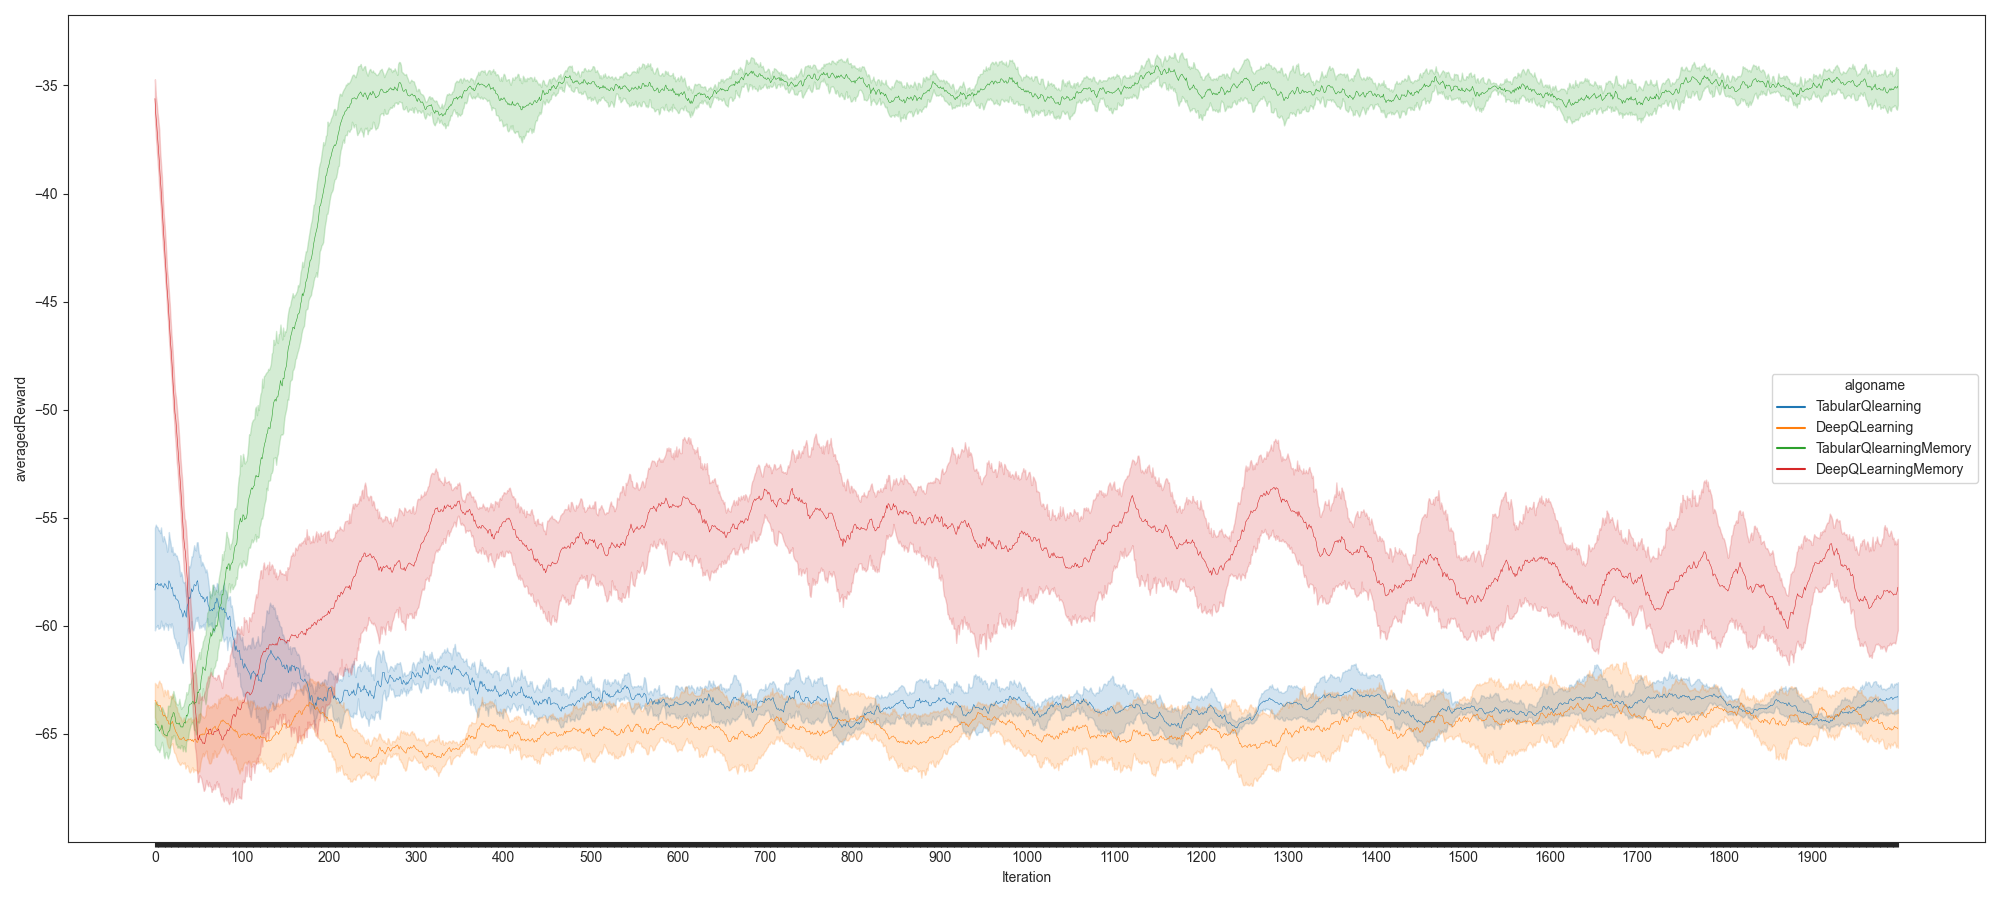 averagedReward
−35
−40
−45
−50
−55
−60
−65
0 100 200 300 400 500 600 700 800 900 1000 1100 1200 1300 1400 1500 1600 1700 1800 1900
Iteration
algoname
TabularQlearning
DeepQLearning
TabularQlearningMemory
DeepQLearningMemory